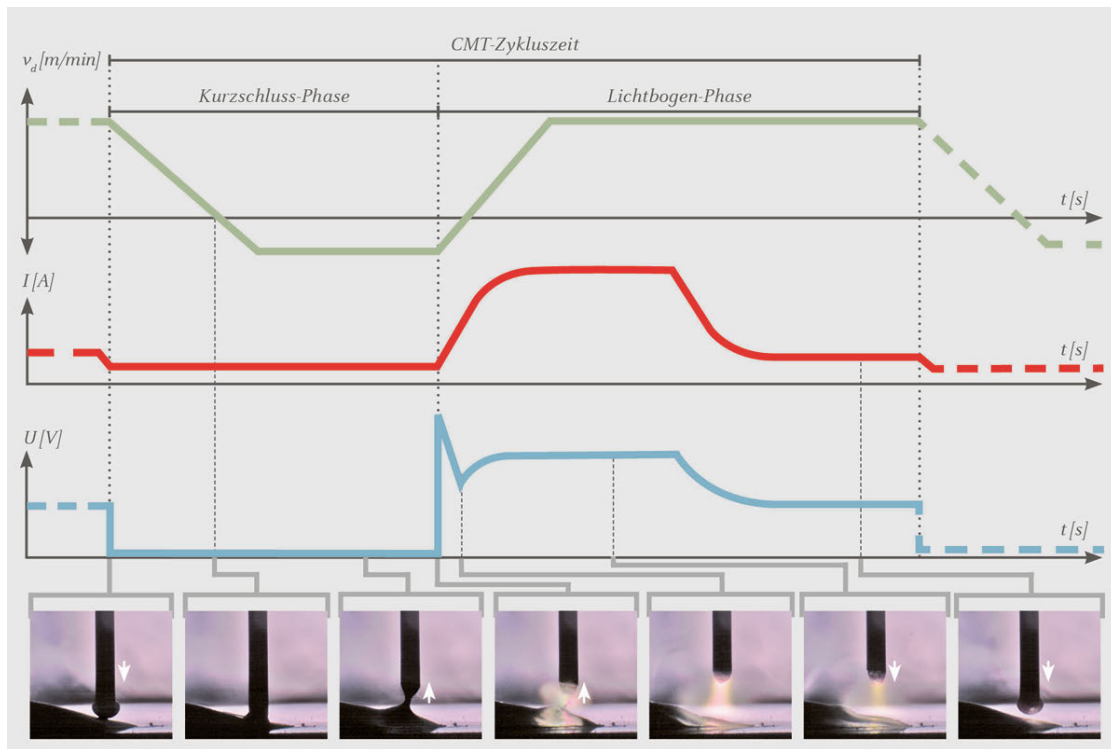 CMT-Zykluszeit
v_d [m/min]
Kurzschluss-Phase
Lichtbogen-Phase
t [s]
I [A]
t [s]
U [V]
t [s]